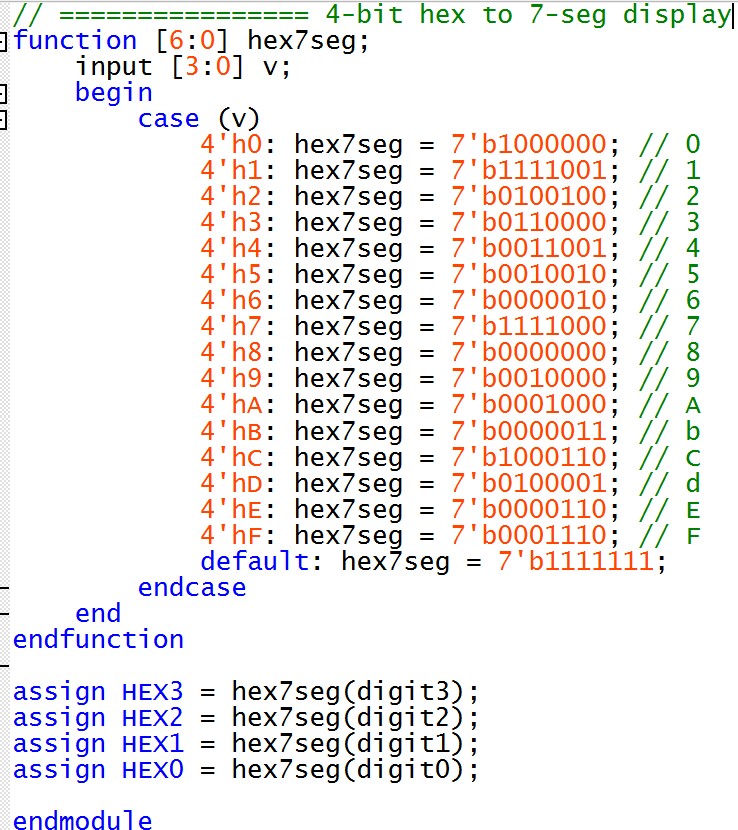 // ================ 4-bit hex to 7-seg display
function [6:0] hex7seg;
    input [3:0] v;
    begin
        case (v)
            4'h0: hex7seg = 7'b1000000; // 0
            4'h1: hex7seg = 7'b1111001; // 1
            4'h2: hex7seg = 7'b0100100; // 2
            4'h3: hex7seg = 7'b0110000; // 3
            4'h4: hex7seg = 7'b0011001; // 4
            4'h5: hex7seg = 7'b0010010; // 5
            4'h6: hex7seg = 7'b0000010; // 6
            4'h7: hex7seg = 7'b1111000; // 7
            4'h8: hex7seg = 7'b0000000; // 8
            4'h9: hex7seg = 7'b0010000; // 9
            4'hA: hex7seg = 7'b0001000; // A
            4'hB: hex7seg = 7'b0000011; // b
            4'hC: hex7seg = 7'b1000110; // C
            4'hD: hex7seg = 7'b0100001; // d
            4'hE: hex7seg = 7'b0000110; // E
            4'hF: hex7seg = 7'b0001110; // F
            default: hex7seg = 7'b1111111;
        endcase
    end
endfunction

assign HEX3 = hex7seg(digit3);
assign HEX2 = hex7seg(digit2);
assign HEX1 = hex7seg(digit1);
assign HEX0 = hex7seg(digit0);

endmodule